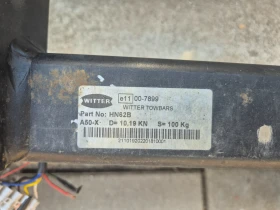 WITTER
e11 00-7899
WITTER TOWBARS
Part No: HN62B
A50-X D= 10.19 KN S= 100 Kg